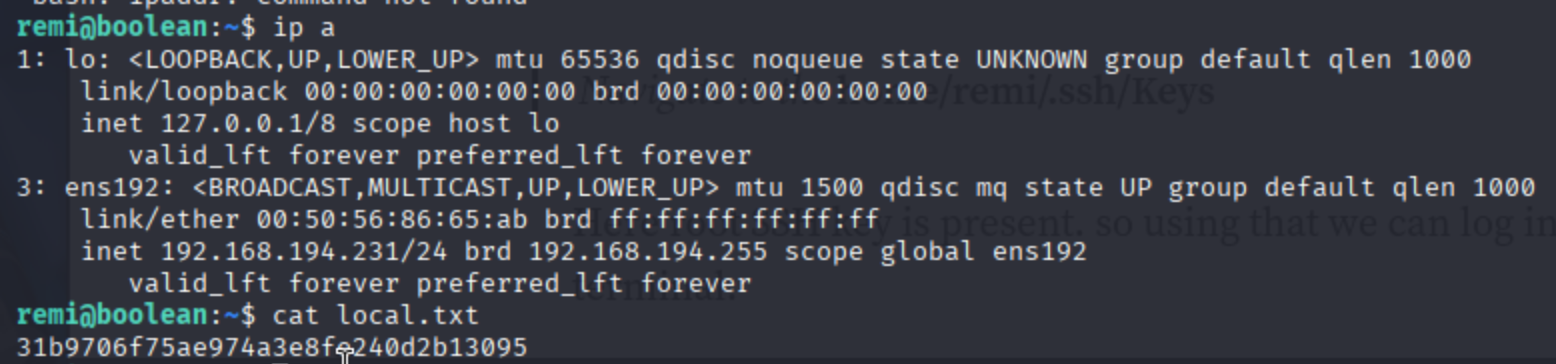 bash: ipaddr: command not found
remi@boolean:~$ ip a
1: lo: <LOOPBACK,UP,LOWER_UP> mtu 65536 qdisc noqueue state UNKNOWN group default qlen 1000
link/loopback 00:00:00:00:00:00 brd 00:00:00:00:00:00
/remi/.ssh/Keys
inet 127.0.0.1/8 scope host lo
valid_lft forever preferred_lft forever
3: ens192: <BROADCAST,MULTICAST,UP,LOWER_UP> mtu 1500 qdisc mq state UP group default qlen 1000
link/ether 00:50:56:86:65:ab brd ff:ff:ff:ff:ff:ff
is present. so using that we can log in
inet 192.168.194.231/24 brd 192.168.194.255 scope global ens192
valid_lft forever preferred_lft forever
terminal.
remi@boolean:~$ cat local.txt
31b9706f75ae974a3e8fe240d2b13095